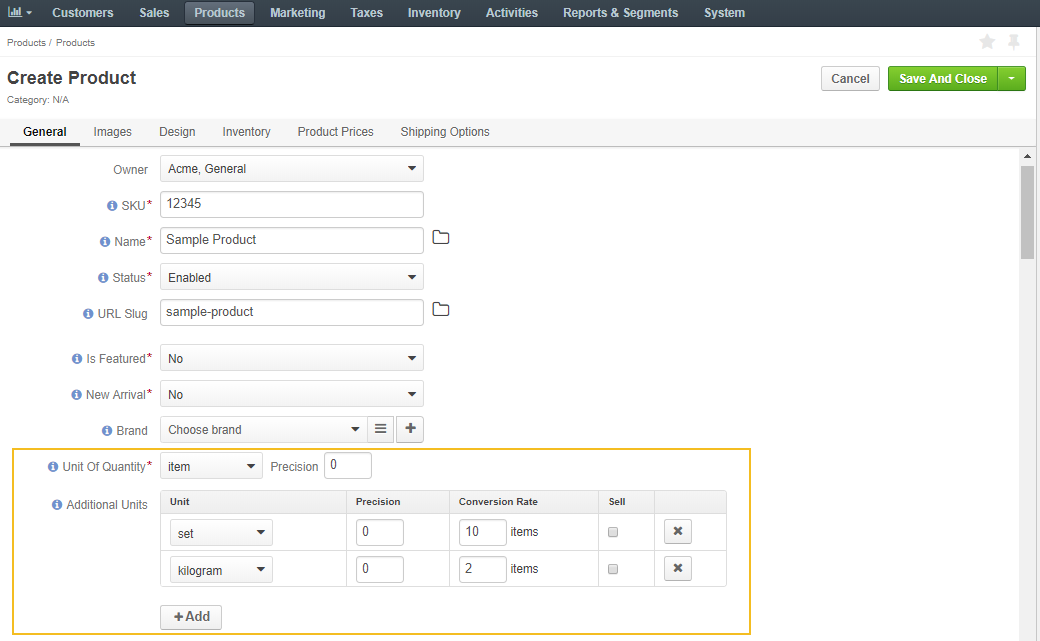 Customers Sales Products Marketing Taxes Inventory Activities Reports & Segments System
Products / Products
Create Product
Cancel Save And Close
Category: N/A
General Images Design Inventory Product Prices Shipping Options
Owner Acme, General
SKU* 12345
Name* Sample Product
Status* Enabled
URL Slug sample-product
Is Featured* No
New Arrival* No
Brand Choose brand
Unit Of Quantity* item Precision 0
Additional Units Unit Precision Conversion Rate Sell
set 0 10 items
kilogram 0 2 items
+Add